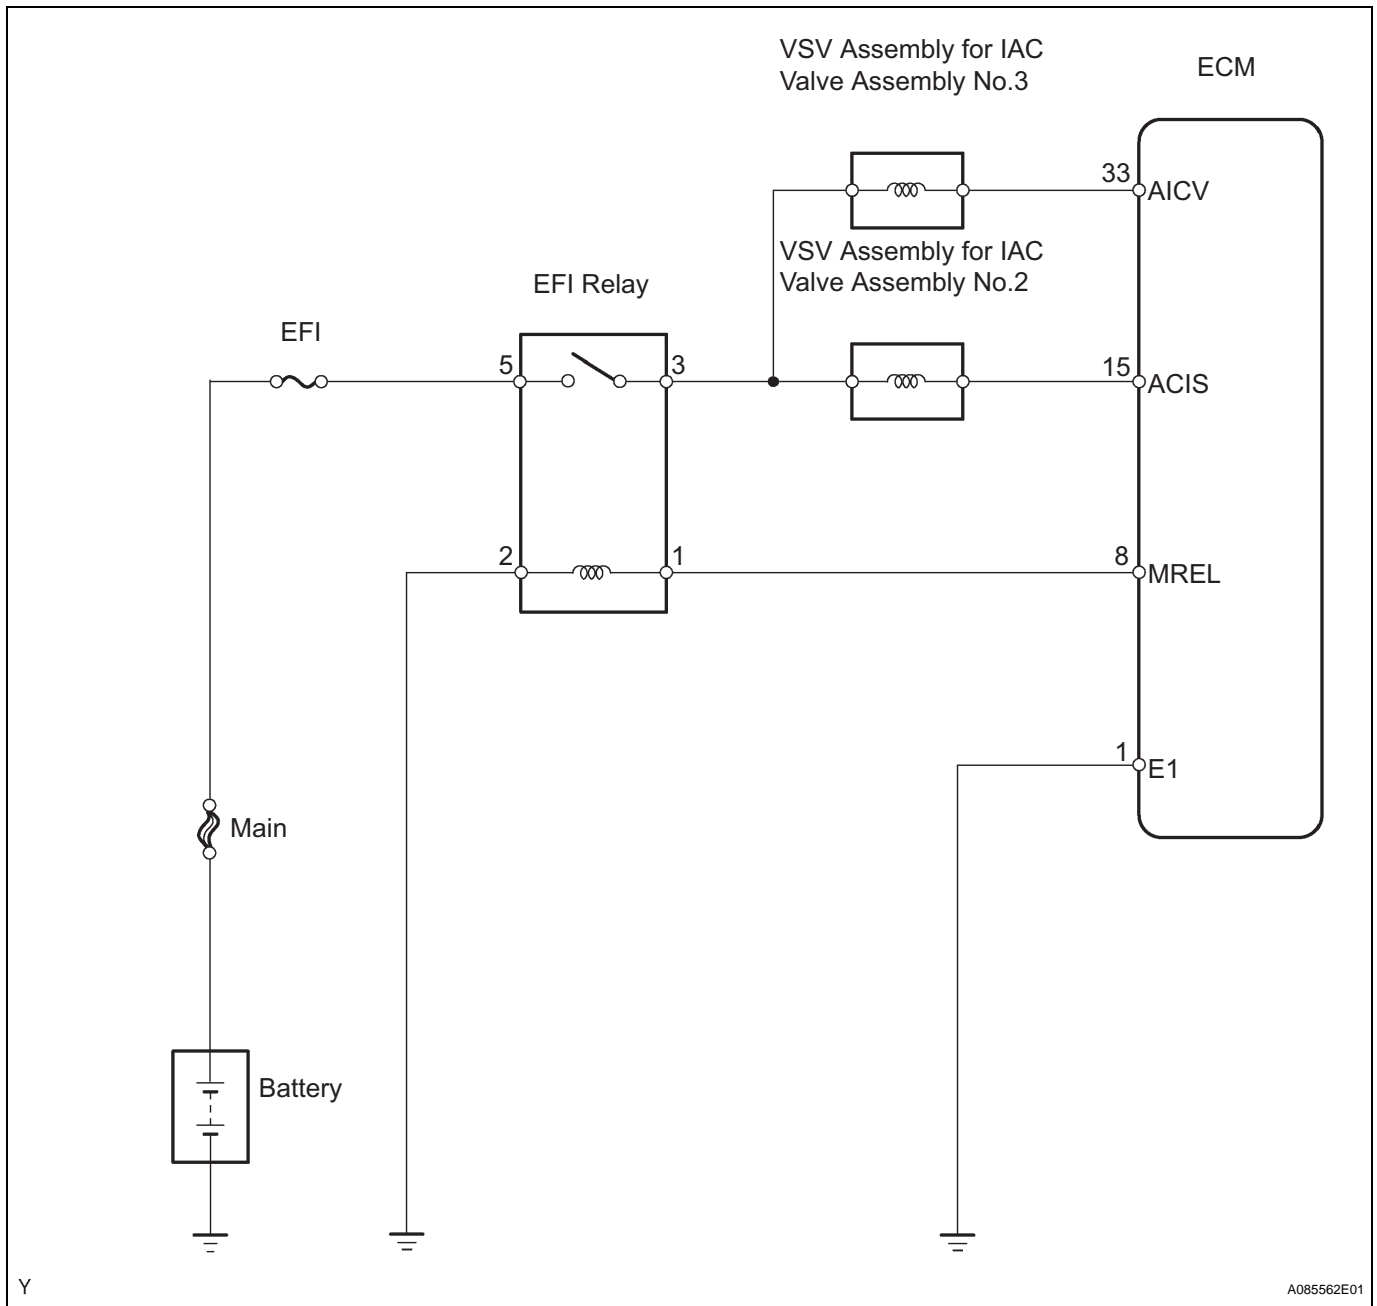 VSV Assembly for IAC
Valve Assembly No.3
ECM
33
AICV
VSV Assembly for IAC
Valve Assembly No.2
EFI Relay
EFI
5
3
15
ACIS
2
1
8
MREL
1
E1
Main
Battery
Y
A085562E01